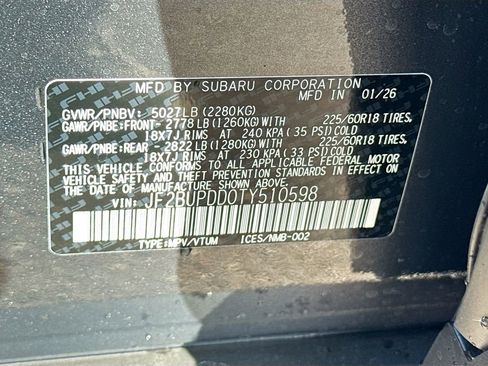 MFD BY SUBARU CORPORATION IN 01/26
GVWR/PNBV: 5027LB (2280KG)
GAWR/PNBE:FRONT- 2778 LB (1260KG) WITH 225/60R18 TIRES,
18X7J RIMS AT 240 KPA (35 PSI) COLD
GAWR/PNBE:REAR - 2822 LB (1280KG) WITH 225/60R18 TIRES,
18X7J RIMS AT 230 KPA (33 PSI) COLD
THIS VEHICLE CONFORMS TO ALL APPLICABLE FEDERAL MOTOR VEHICLE
SAFETY AND THEFT PREVENTION STANDARDS IN EFFECT
ON THE DATE OF MANUFACTURE SHOWN ABOVE.
VIN: JF2BUPDD0TY510598
TYPE:MPV/VTUM ICES/NMB-002
FHI